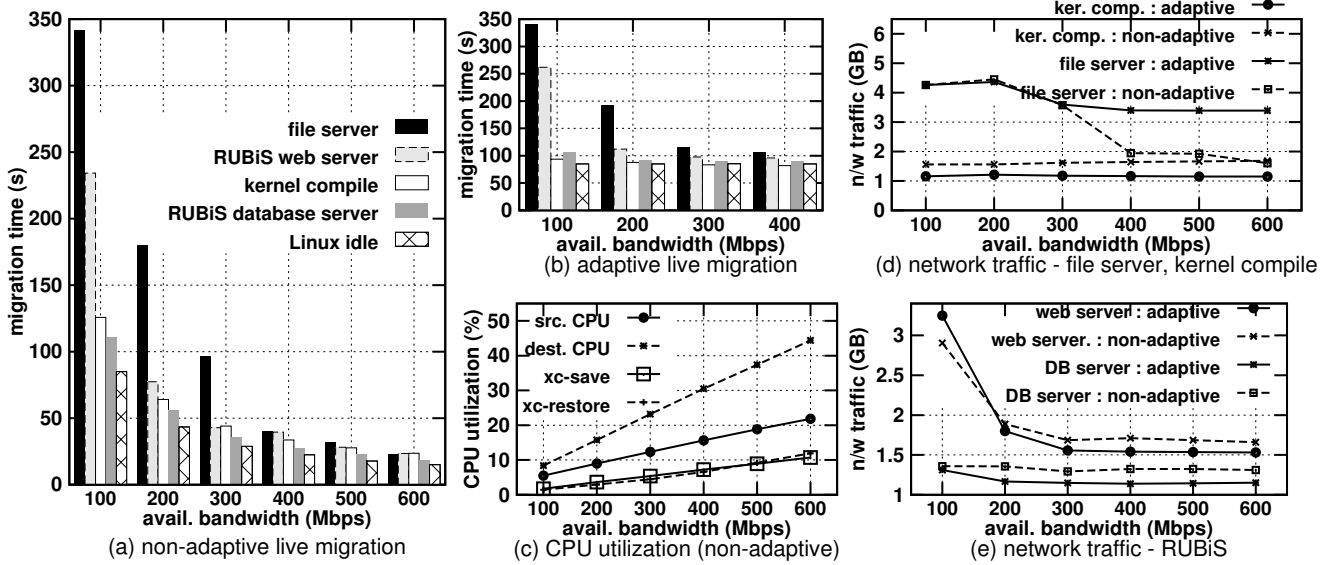 350
300
250
200
150
100
50
0
migration time (s)
file server
RUBiS web server
kernel compile
RUBiS database server
Linux idle
100 200 300 400 500 600
avail. bandwidth (Mbps)
(a) non-adaptive live migration
350
300
250
200
150
100
50
0
migration time (s)
100 200 300 400
avail. bandwidth (Mbps)
(b) adaptive live migration
50
40
30
20
10
0
CPU utilization (%)
src. CPU
dest. CPU
xc-save
xc-restore
100 200 300 400 500 600
avail. bandwidth (Mbps)
(c) CPU utilization (non-adaptive)
6
5
4
3
2
1
0
n/w traffic (GB)
ker. comp. : adaptive
ker. comp. : non-adaptive
file server : adaptive
file server : non-adaptive
100 200 300 400 500 600
avail. bandwidth (Mbps)
(d) network traffic - file server, kernel compile
3
2.5
2
1.5
1
n/w traffic (GB)
web server : adaptive
web server. : non-adaptive
DB server : adaptive
DB server : non-adaptive
100 200 300 400 500 600
avail. bandwidth (Mbps)
(e) network traffic - RUBiS